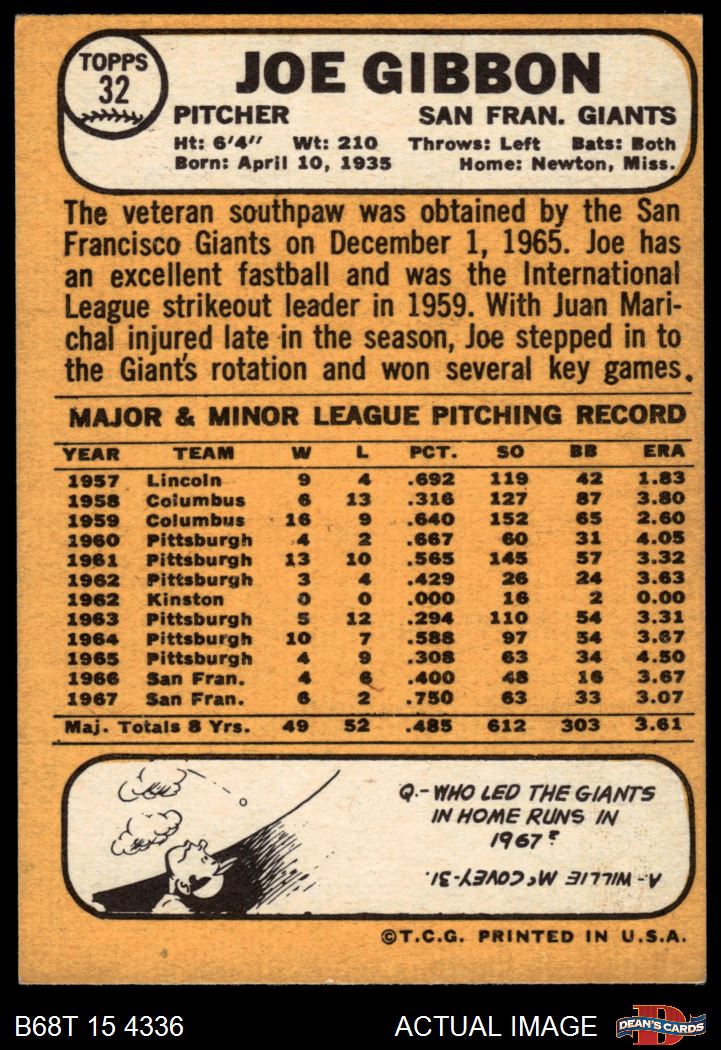 TOPPS
32
JOE GIBBON
PITCHER SAN FRAN. GIANTS
Ht: 6'4" Wt: 210 Throws: Left Bats: Both
Born: April 10, 1935 Home: Newton, Miss.
The veteran southpaw was obtained by the San
Francisco Giants on December 1, 1965. Joe has
an excellent fastball and was the International
League strikeout leader in 1959. With Juan Mari-
chal injured late in the season, Joe stepped in to
the Giant's rotation and won several key games.
MAJOR & MINOR LEAGUE PITCHING RECORD
YEAR TEAM W L PCT. SO BB ERA
1957 Lincoln 9 4 .692 119 42 1.83
1958 Columbus 6 13 .316 127 87 3.80
1959 Columbus 16 9 .640 152 65 2.60
1960 Pittsburgh 4 2 .667 60 31 4.05
1961 Pittsburgh 13 10 .565 145 57 3.32
1962 Pittsburgh 3 4 .429 26 24 3.63
1962 Kinston 0 0 .000 16 2 0.00
1963 Pittsburgh 5 12 .294 110 54 3.31
1964 Pittsburgh 10 7 .588 97 54 3.67
1965 Pittsburgh 4 9 .308 63 34 4.50
1966 San Fran. 4 6 .400 48 16 3.67
1967 San Fran. 6 2 .750 63 33 3.07
Maj. Totals 8 Yrs. 49 52 .485 612 303 3.61
Q.-WHO LED THE GIANTS
IN HOME RUNS IN
1967?
A-WILLIE McCOVEY-31.
©T.C.G. PRINTED IN U.S.A.
B68T 15 4336 ACTUAL IMAGE
D
DEAN'S CARDS